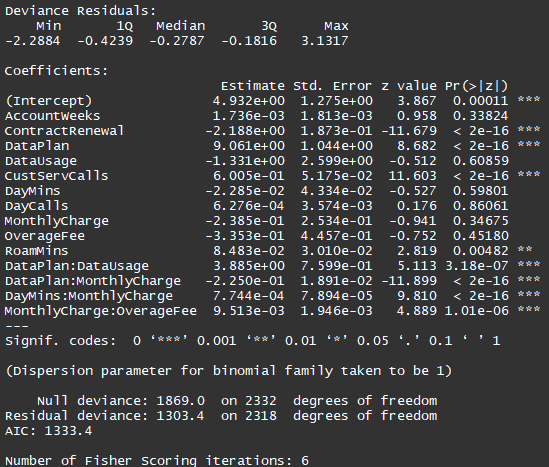 Deviance Residuals:
    Min       1Q   Median       3Q      Max
-2.2884  -0.4239  -0.2787  -0.1816   3.1317

Coefficients:
                           Estimate Std. Error z value Pr(>|z|)
(Intercept)               4.932e+00  1.275e+00   3.867  0.00011 ***
AccountWeeks              1.736e-03  1.813e-03   0.958  0.33824
ContractRenewal          -2.188e+00  1.873e-01 -11.679  < 2e-16 ***
DataPlan                  9.061e+00  1.044e+00   8.682  < 2e-16 ***
DataUsage                -1.331e+00  2.599e+00  -0.512  0.60859
CustServCalls             6.005e-01  5.175e-02  11.603  < 2e-16 ***
DayMins                  -2.285e-02  4.334e-02  -0.527  0.59801
DayCalls                  6.276e-04  3.574e-03   0.176  0.86061
MonthlyCharge            -2.385e-01  2.534e-01  -0.941  0.34675
OverageFee               -3.353e-01  4.457e-01  -0.752  0.45180
RoamMins                  8.483e-02  3.010e-02   2.819  0.00482 **
DataPlan:DataUsage        3.885e+00  7.599e-01   5.113 3.18e-07 ***
DataPlan:MonthlyCharge   -2.250e-01  1.891e-02 -11.899  < 2e-16 ***
DayMins:MonthlyCharge     7.744e-04  7.894e-05   9.810  < 2e-16 ***
MonthlyCharge:OverageFee  9.513e-03  1.946e-03   4.889 1.01e-06 ***
---
Signif. codes:  0 ‘***’ 0.001 ‘**’ 0.01 ‘*’ 0.05 ‘.’ 0.1 ‘ ’ 1

(Dispersion parameter for binomial family taken to be 1)

    Null deviance: 1869.0  on 2332  degrees of freedom
Residual deviance: 1303.4  on 2318  degrees of freedom
AIC: 1333.4

Number of Fisher Scoring iterations: 6